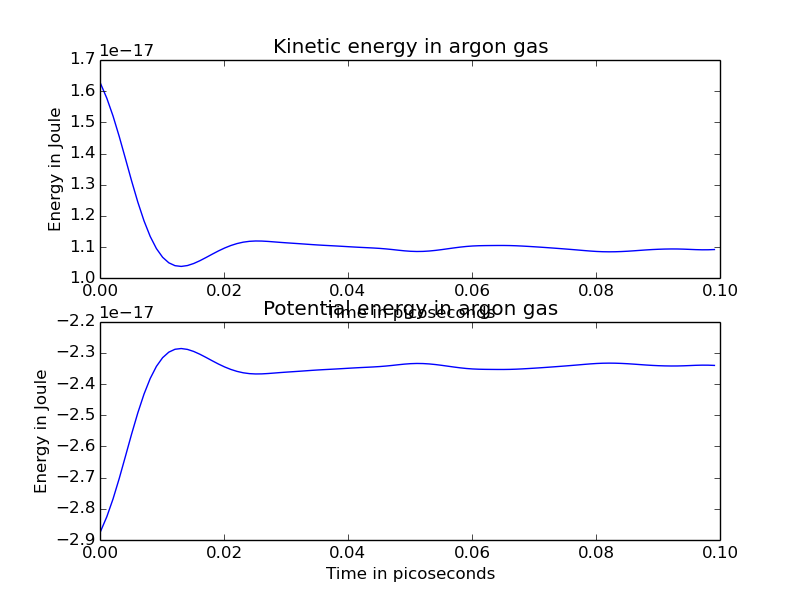 Kinetic energy in argon gas
1e−17
1.7
1.6
1.5
1.4
1.3
1.2
1.1
1.0
Energy in Joule
0.00 0.02 0.04 0.06 0.08 0.10
Time in picoseconds
Potential energy in argon gas
1e−17
−2.2
−2.3
−2.4
−2.5
−2.6
−2.7
−2.8
−2.9
Energy in Joule
0.00 0.02 0.04 0.06 0.08 0.10
Time in picoseconds